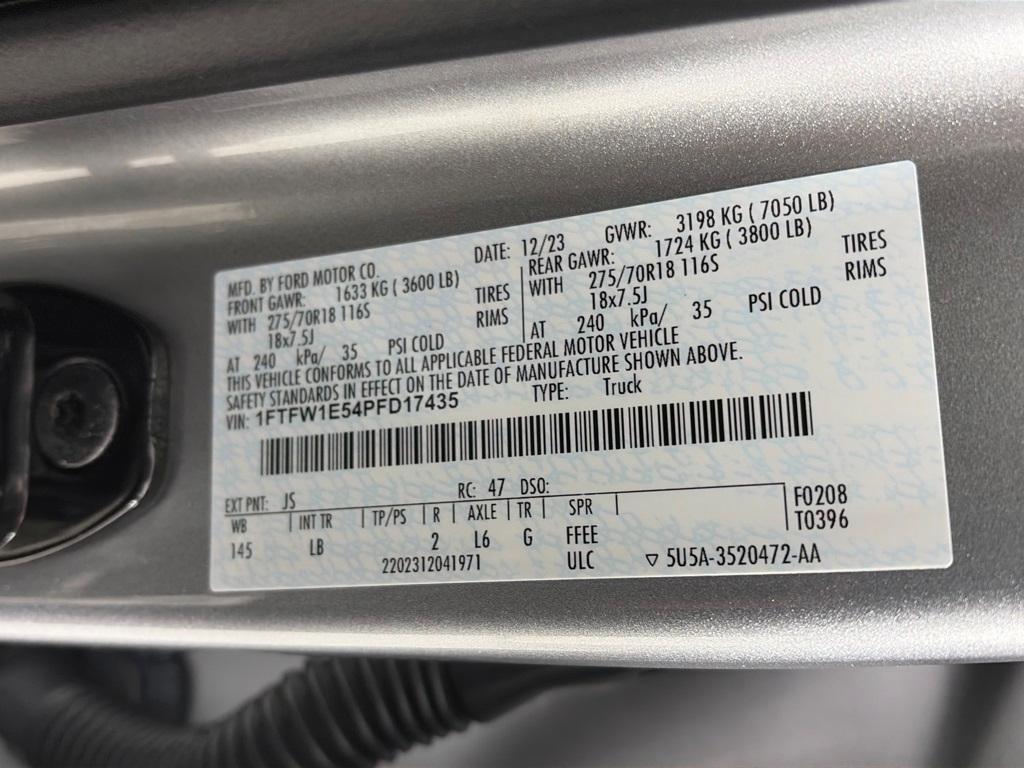 MFD. BY FORD MOTOR CO.
DATE: 12/23 GVWR: 3198 KG ( 7050 LB)
FRONT GAWR: 1633 KG ( 3600 LB)
WITH 275/70R18 116S TIRES
18x7.5J RIMS
AT 240 kPa/ 35 PSI COLD
REAR GAWR: 1724 KG ( 3800 LB)
WITH 275/70R18 116S TIRES
18x7.5J RIMS
AT 240 kPa/ 35 PSI COLD
THIS VEHICLE CONFORMS TO ALL APPLICABLE FEDERAL MOTOR VEHICLE
SAFETY STANDARDS IN EFFECT ON THE DATE OF MANUFACTURE SHOWN ABOVE.
VIN: 1FTFW1E54PFD17435 TYPE: Truck
EXT PNT: JS RC: 47 DSO:
WB INT TR TP/PS R AXLE TR SPR F0208
145 LB 2 L6 G FFEE T0396
2202312041971 ULC ▽ 5U5A-3520472-AA